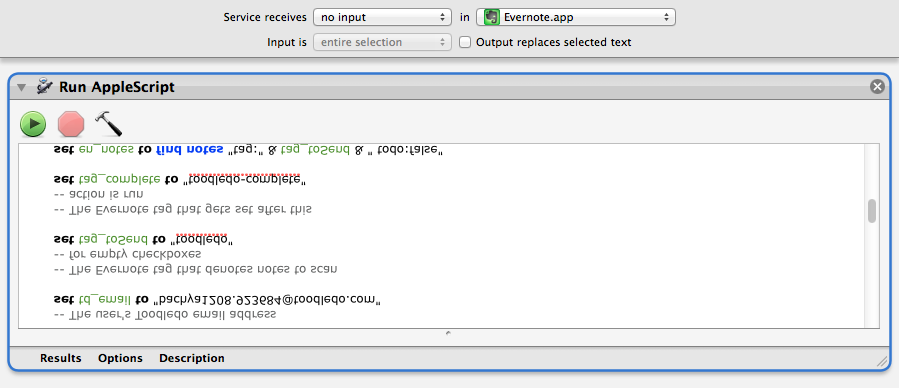 Service receives no input in Evernote.app
Input is entire selection Output replaces selected text
Run AppleScript
-- The user's Toodledo email address
set td_email to "bachya1208.923684@toodledo.com"
-- The Evernote tag that denotes notes to scan
-- for empty checkboxes
set tag_toSend to "toodledo"
-- The Evernote tag that gets set after this
-- action is run
set tag_complete to "toodledo-complete"
set en_notes to find notes "tag:" & tag_toSend & " todo:false"
Results Options Description